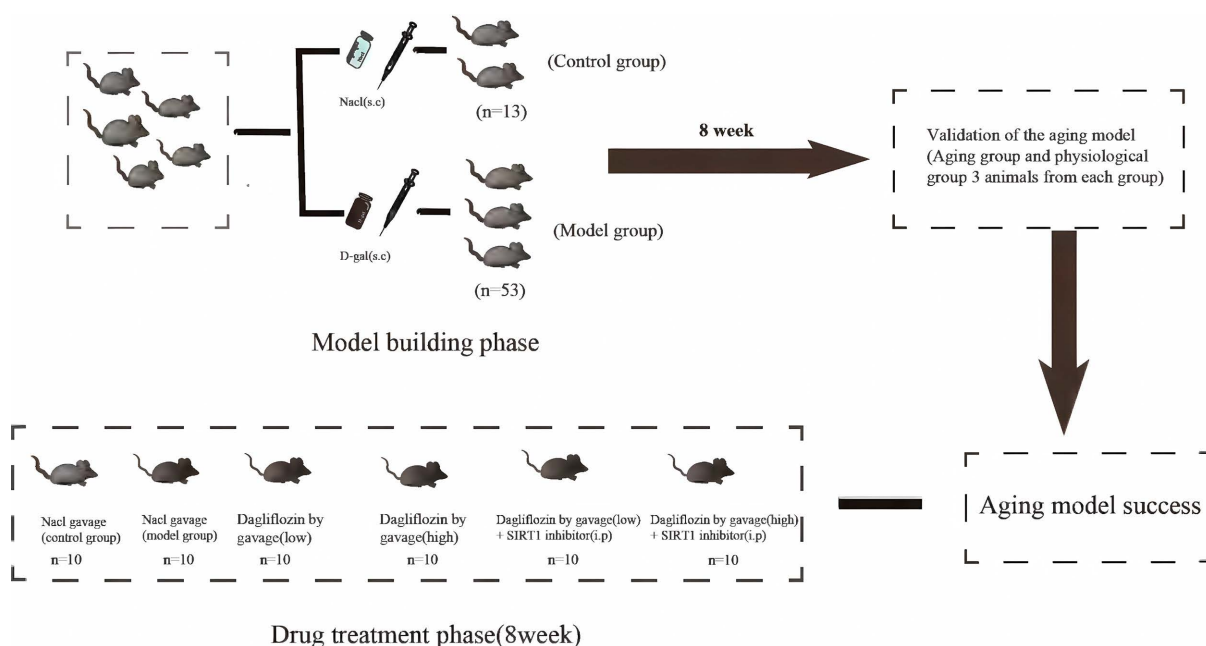 Nacl(s.c)
(Control group)
(n=13)
8 week
Validation of the aging model
(Aging group and physiological
group 3 animals from each group)
D-gal(s.c)
(Model group)
(n=53)
Model building phase
Aging model success
Nacl gavage
(control group)
n=10
Nacl gavage
(model group)
n=10
Dagliflozin by
gavage(low)
n=10
Dagliflozin by
gavage(high)
n=10
Dagliflozin by gavage(low)
+ SIRT1 inhibitor(i.p)
n=10
Dagliflozin by gavage(high)
+ SIRT1 inhibitor(i.p)
n=10
Drug treatment phase(8week)